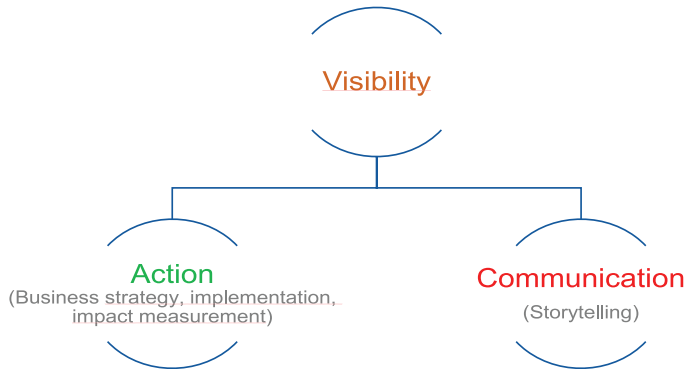 Visibility
Action
(Business strategy, implementation,
impact measurement)
Communication
(Storytelling)